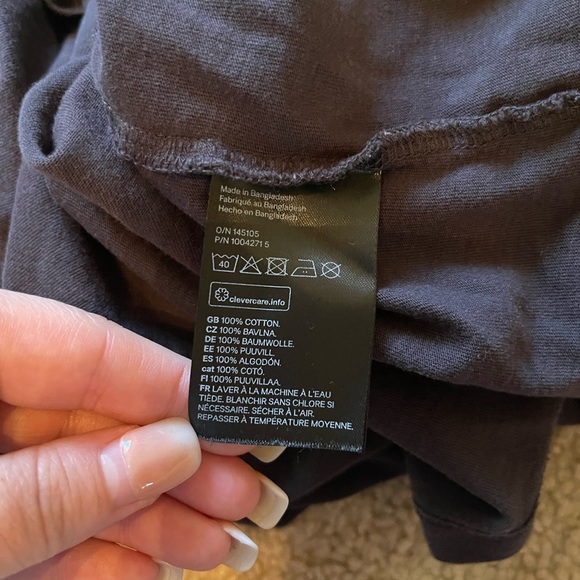 Made in Bangladesh
Fabriqué au Bangladesh
Hecho en Bangladesh
O/N 145105
P/N 1004271 5
40
clevercare.info
GB 100% COTTON.
CZ 100% BAVLNA.
DE 100% BAUMWOLLE.
EE 100% PUUVILL.
ES 100% ALGODÓN.
cat 100% COTÓ.
FI 100% PUUVILLAA.
FR LAVER À LA MACHINE À L'EAU
TIÈDE. BLANCHIR SANS CHLORE SI
NÉCESSAIRE. SÉCHER À L'AIR.
REPASSER À TEMPÉRATURE MOYENNE.